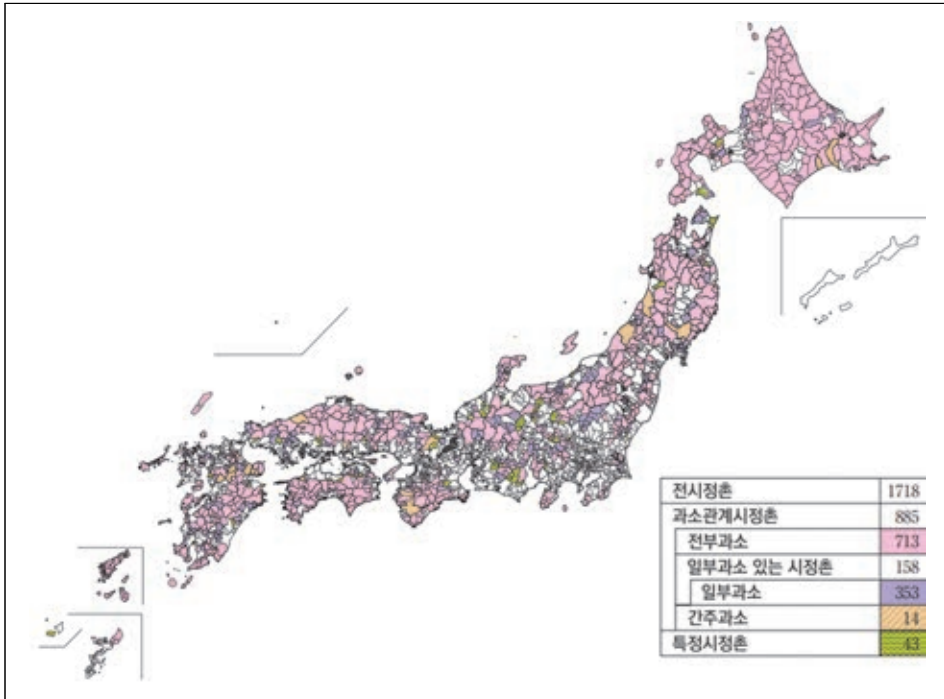 전시정촌 1718
과소관계시정촌 885
전부과소 713
일부과소 있는 시정촌 158
일부과소 353
간주과소 14
특정시정촌 43